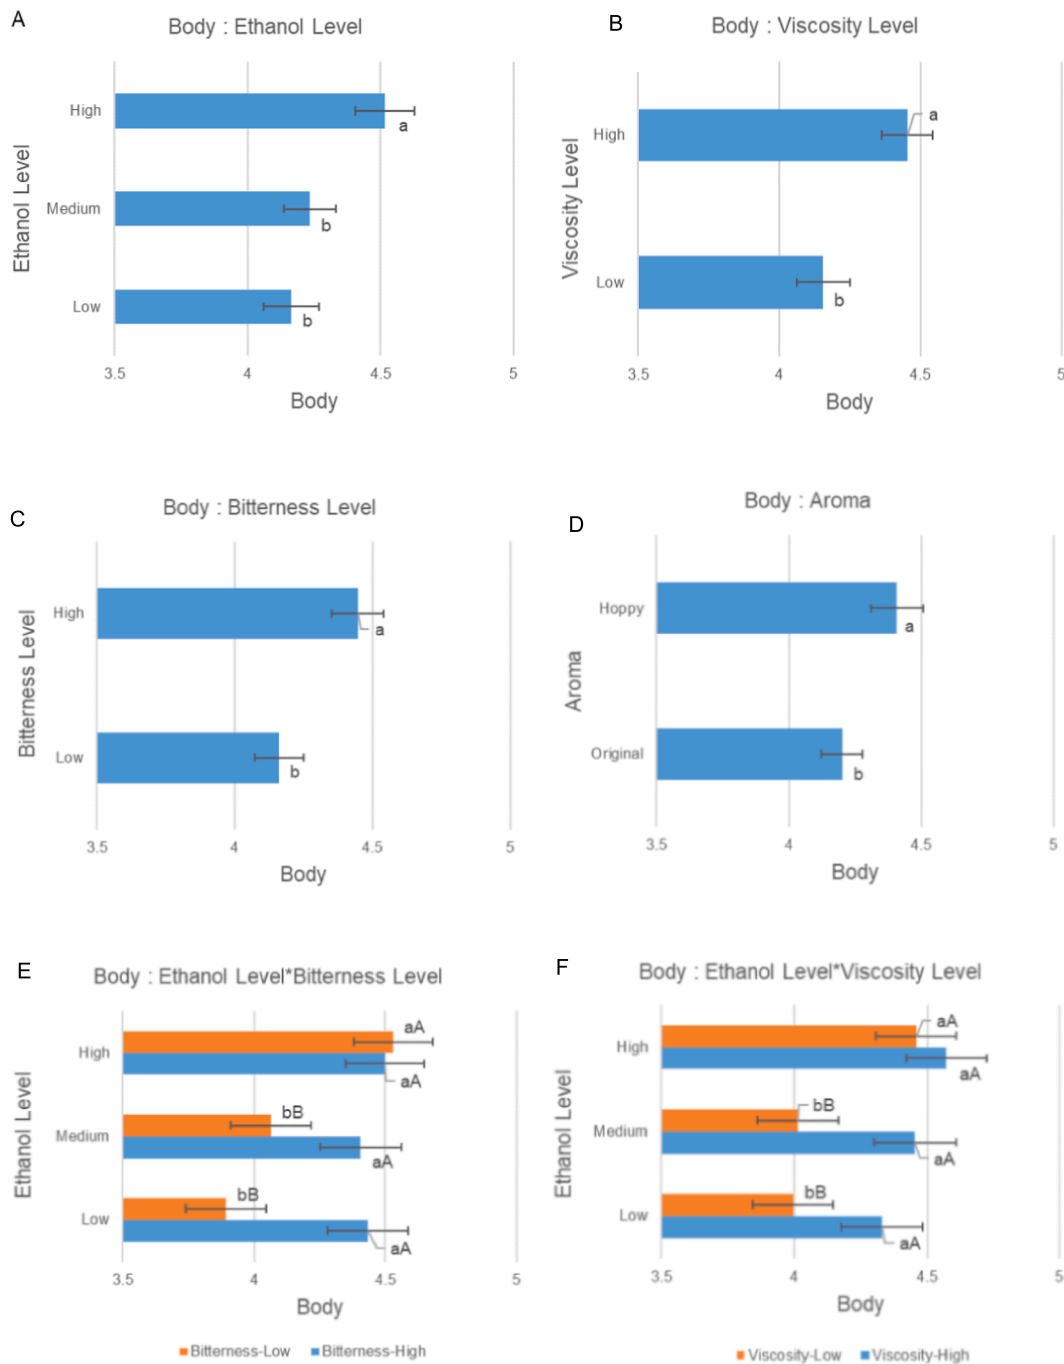 A
Body : Ethanol Level
Ethanol Level
High
a
Medium
b
Low
b
3.5 4 4.5 5
Body
B
Body : Viscosity Level
Viscosity Level
High
a
Low
b
3.5 4 4.5 5
Body
C
Body : Bitterness Level
Bitterness Level
High
a
Low
b
3.5 4 4.5 5
Body
D
Body : Aroma
Aroma
Hoppy
a
Original
b
3.5 4 4.5 5
Body
E
Body : Ethanol Level*Bitterness Level
Ethanol Level
aA
High
aA
bB
Medium
aA
bB
Low
aA
3.5 4 4.5 5
Body
Bitterness-Low Bitterness-High
F
Body : Ethanol Level*Viscosity Level
Ethanol Level
aA
High
aA
bB
Medium
aA
bB
Low
aA
3.5 4 4.5 5
Body
Viscosity-Low Viscosity-High